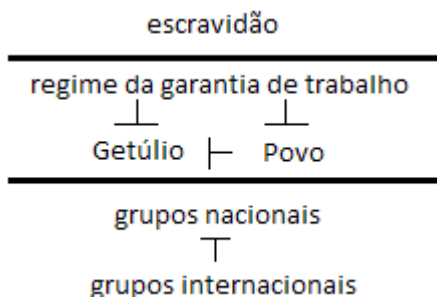 escravidão
regime da garantia de trabalho
Getúlio Povo
grupos nacionais
grupos internacionais